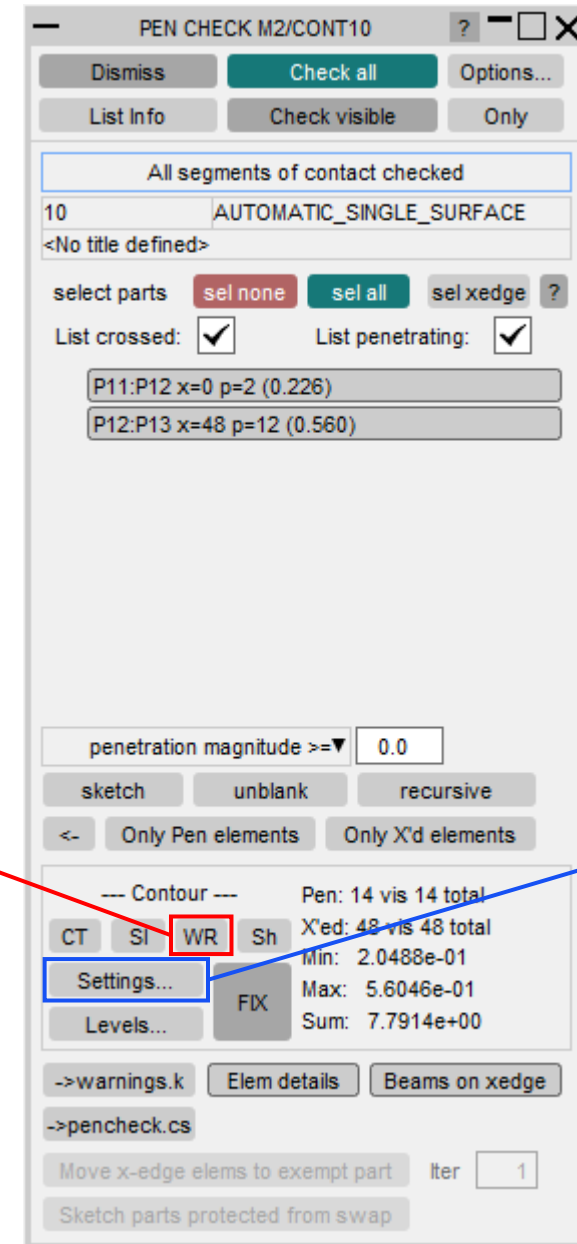 PEN CHECK M2/CONT10 ?
Dismiss Check all Options...
List Info Check visible Only
All segments of contact checked
10 AUTOMATIC_SINGLE_SURFACE
<No title defined>
select parts sel none sel all sel xedge ?
List crossed: List penetrating:
P11:P12 x=0 p=2 (0.226)
P12:P13 x=48 p=12 (0.560)
penetration magnitude >=▼ 0.0
sketch unblank recursive
<- Only Pen elements Only X'd elements
--- Contour --- Pen: 14 vis 14 total
CT SI WR Sh X'ed: 48 vis 48 total
Min: 2.0488e-01
Settings... FIX Max: 5.6046e-01
Levels... Sum: 7.7914e+00
->warnings.k Elem details Beams on xedge
->pencheck.cs
Move x-edge elems to exempt part Iter 1
Sketch parts protected from swap